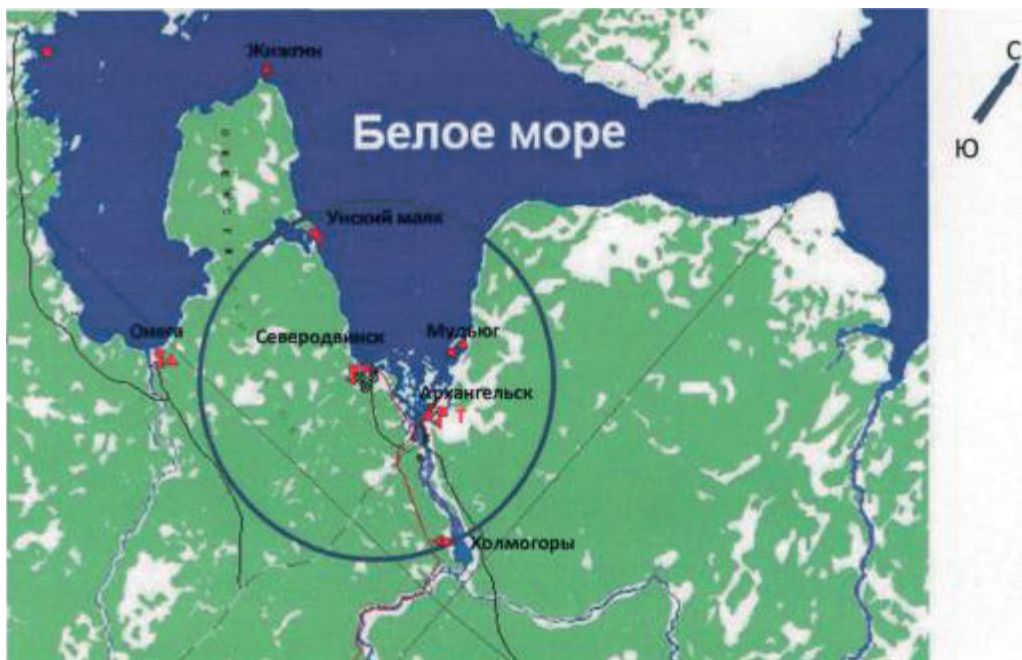 Жижгин
С
Белое море
Ю
Унский маяк
Онега
Северодвинск
Мудьюг
Архангельск
Т
Холмогоры